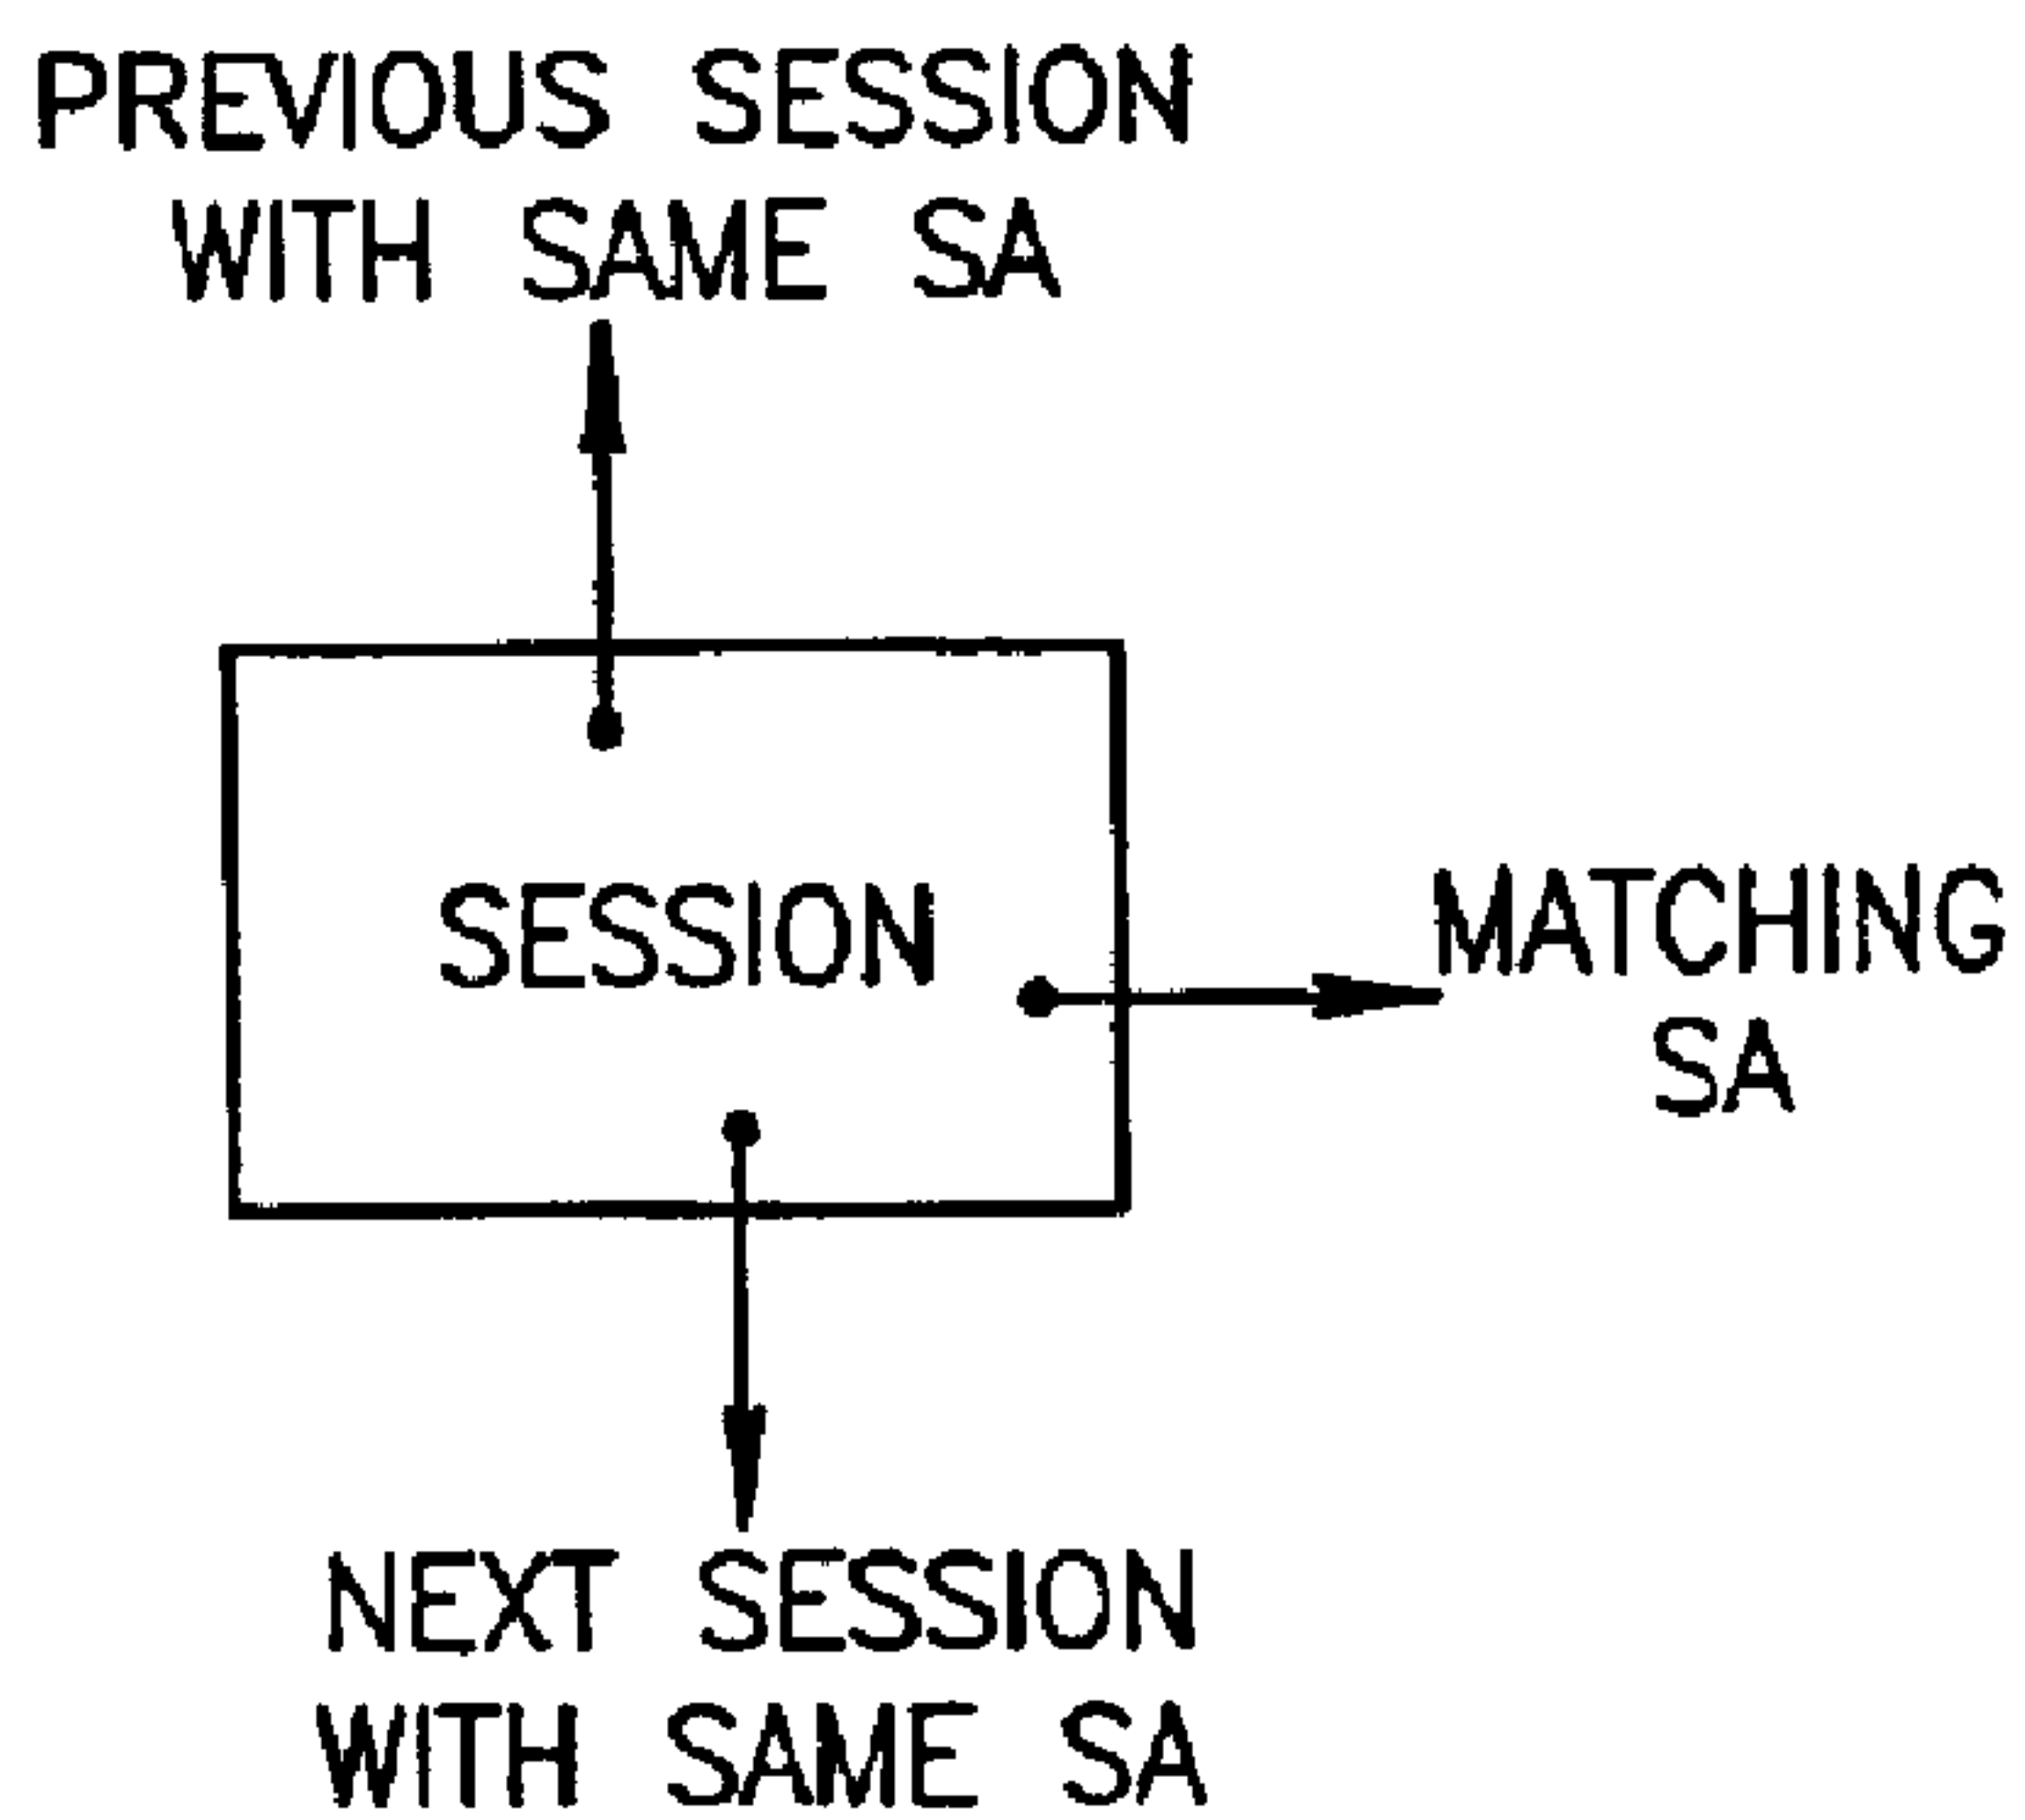 PREVIOUS SESSION
WITH SAME SA
SESSION
MATCHING
SA
NEXT SESSION
WITH SAME SA